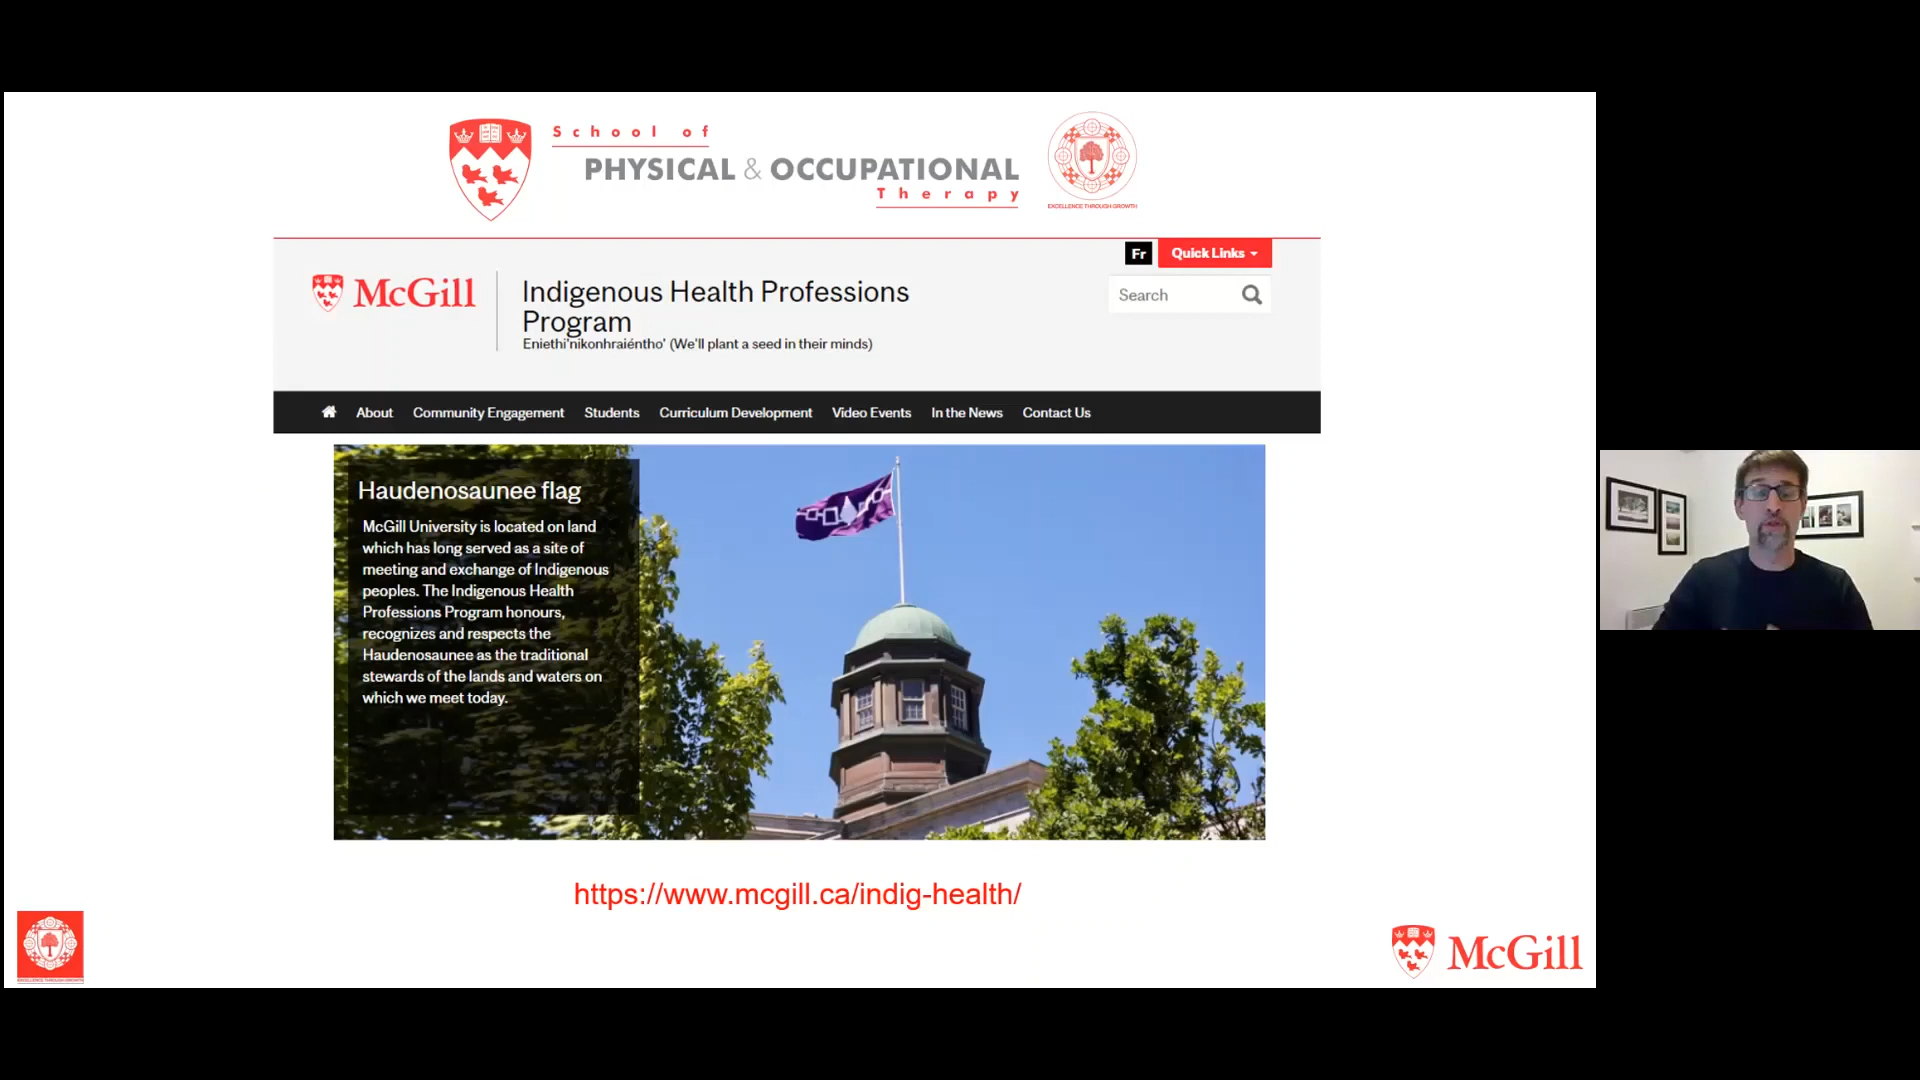 School of
PHYSICAL & OCCUPATIONAL
Therapy
EXCELLENCE THROUGH GROWTH
Fr
Quick Links
McGill
Indigenous Health Professions
Program
Eniethi'nikonhraiéntho' (We'll plant a seed in their minds)
Search
About Community Engagement Students Curriculum Development Video Events In the News Contact Us
Haudenosaunee flag
McGill University is located on land
which has long served as a site of
meeting and exchange of Indigenous
peoples. The Indigenous Health
Professions Program honours,
recognizes and respects the
Haudenosaunee as the traditional
stewards of the lands and waters on
which we meet today.
https://www.mcgill.ca/indig-health/
EXCELLENCE THROUGH GROWTH
McGill